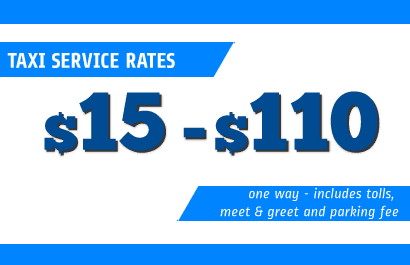 TAXI SERVICE RATES
$15 - $110
one way - includes tolls,
meet & greet and parking fee